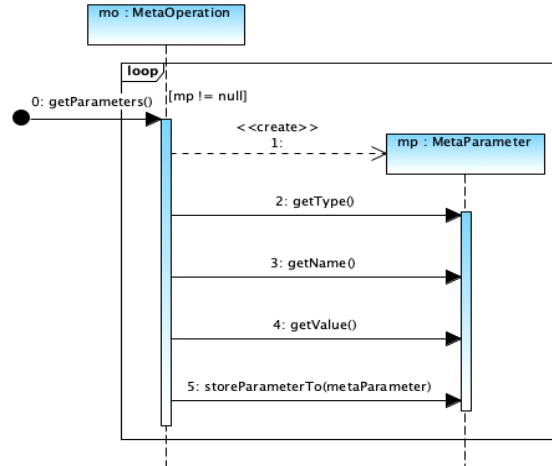 mo : MetaOperation
loop
[mp != null]
0: getParameters()
<<create>>
1:
mp : MetaParameter
2: getType()
3: getName()
4: getValue()
5: storeParameterTo(metaParameter)